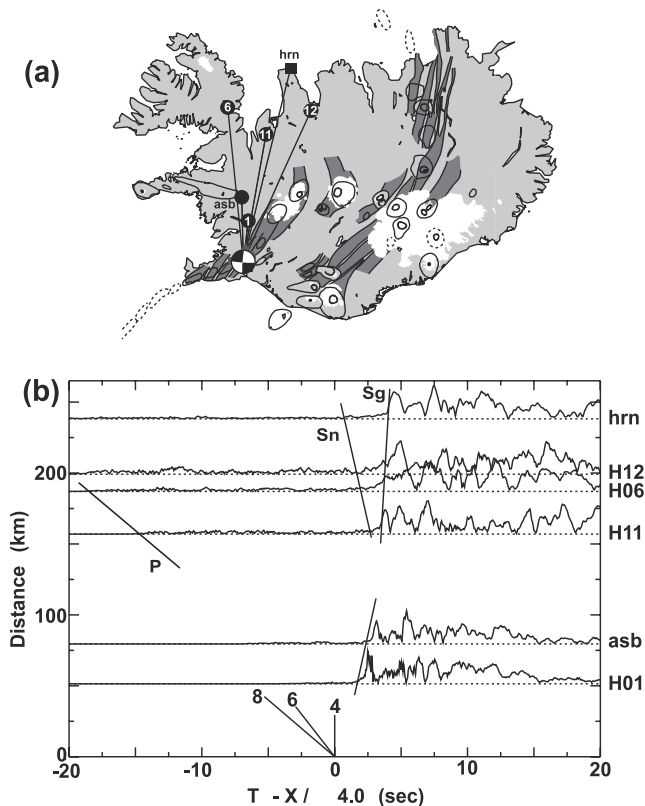 (a)
hrn
6
11
12
asb
1
(b)
Sg
Sn
P
hrn
H12
H06
H11
asb
H01
200
100
0
Distance (km)
8
6
4
-20
-10
0
10
20
T - X / 4.0 (sec)